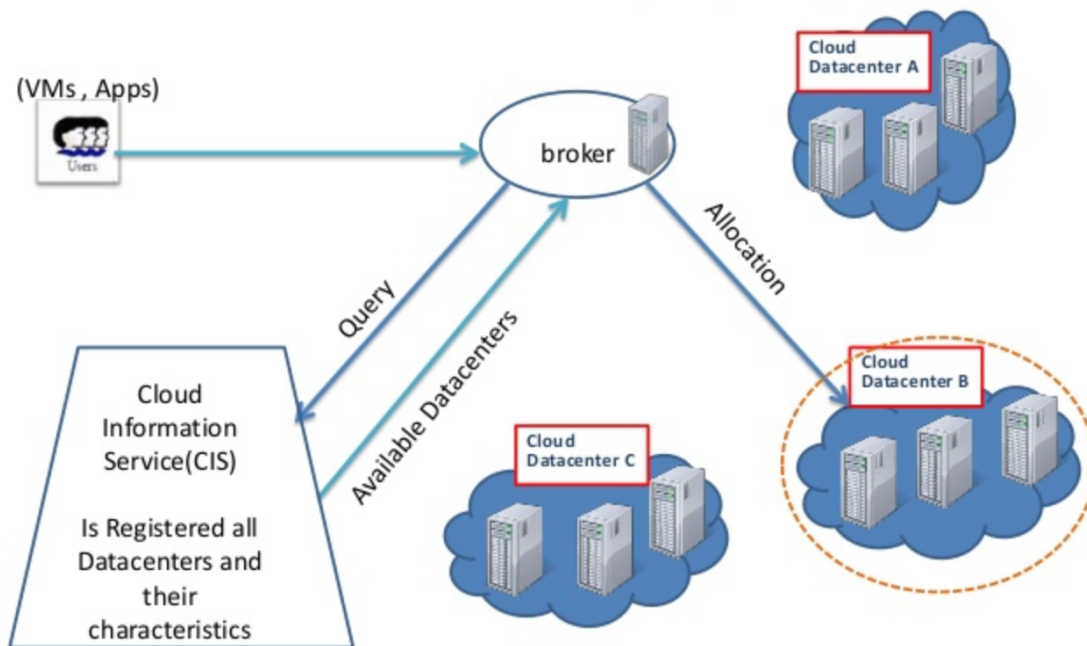 (VMs , Apps)
Users
broker
Cloud
Datacenter A
Query
Available Datacenters
Allocation
Cloud
Information
Service(CIS)
Is Registered all
Datacenters and
their
characteristics
Cloud
Datacenter C
Cloud
Datacenter B